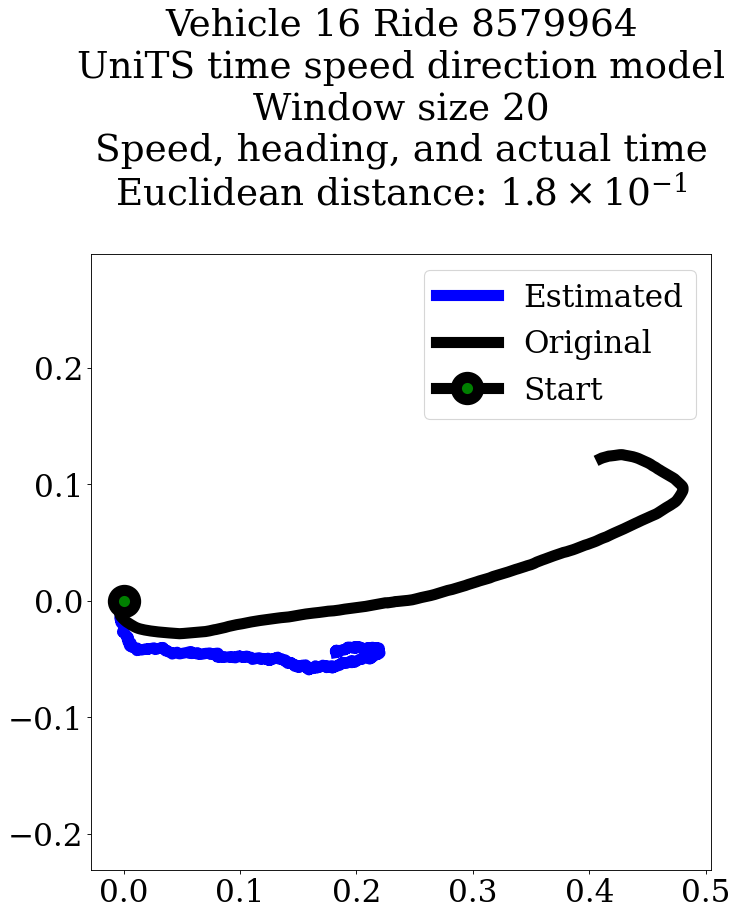 Vehicle 16 Ride 8579964
UniTS time speed direction model
Window size 20
Speed, heading, and actual time
Euclidean distance: 1.8 × 10⁻¹
Estimated
Original
Start
0.2
0.1
0.0
−0.1
−0.2
0.0 0.1 0.2 0.3 0.4 0.5